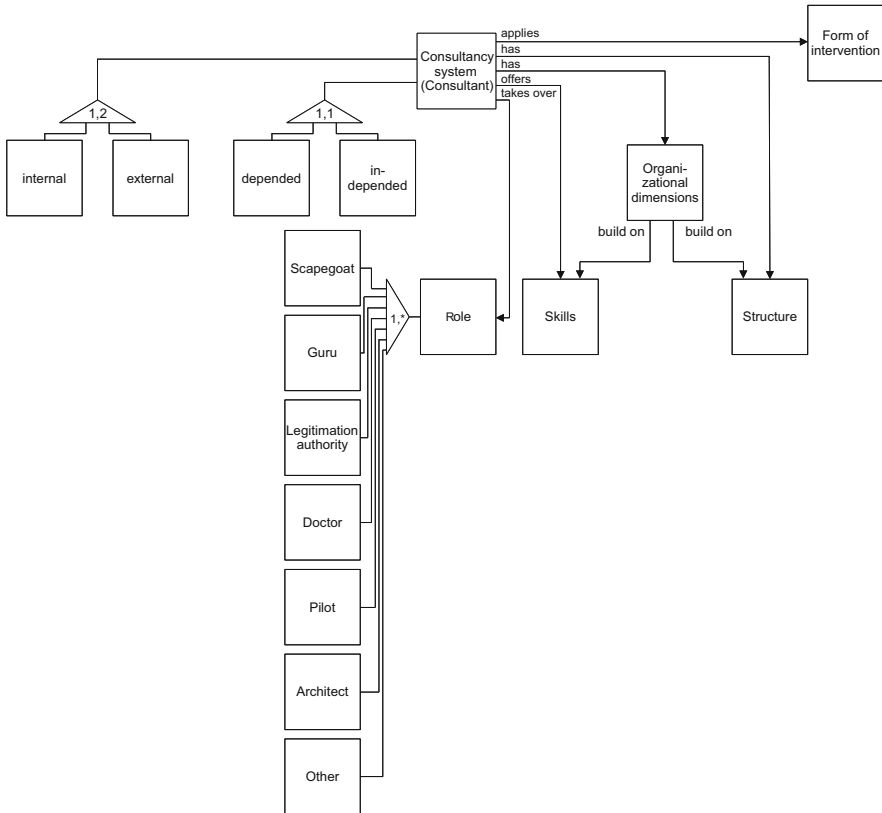 applies
has
has
offers
takes over
Consultancy
system
(Consultant)
Form of
intervention
1,2
1,1
internal
external
depended
in-
depended
Organi-
zational
dimensions
build on
build on
Scapegoat
1,*
Role
Skills
Structure
Guru
Legitimation
authority
Doctor
Pilot
Architect
Other